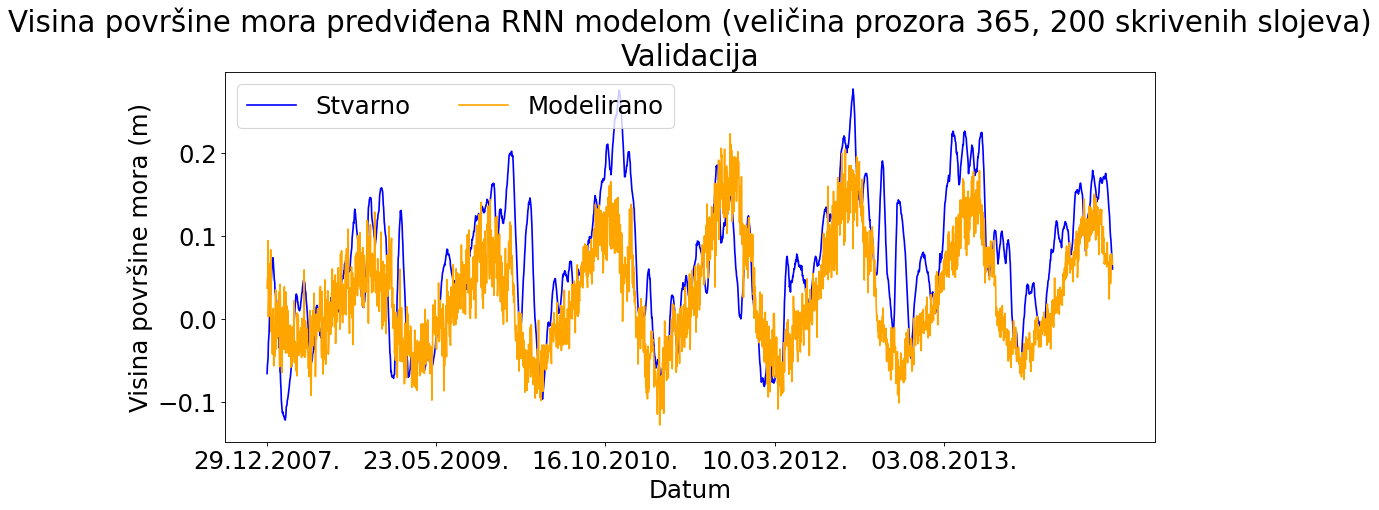 Visina površine mora predviđena RNN modelom (veličina prozora 365, 200 skrivenih slojeva)
Validacija
Stvarno
Modelirano
Visina površine mora (m)
0.2
0.1
0.0
−0.1
29.12.2007.
23.05.2009.
16.10.2010.
10.03.2012.
03.08.2013.
Datum